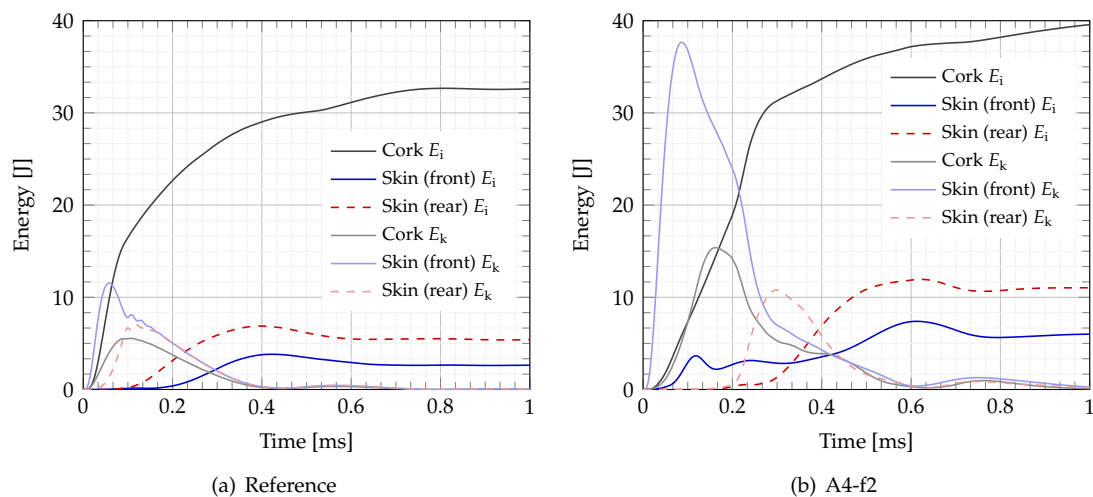 40
30
20
10
0
0
0.2
0.4
0.6
0.8
1
Energy [J]
Time [ms]
Cork Ei
Skin (front) Ei
Skin (rear) Ei
Cork Ek
Skin (front) Ek
Skin (rear) Ek
(a) Reference
40
30
20
10
0
0
0.2
0.4
0.6
0.8
1
Energy [J]
Time [ms]
Cork Ei
Skin (front) Ei
Skin (rear) Ei
Cork Ek
Skin (front) Ek
Skin (rear) Ek
(b) A4-f2